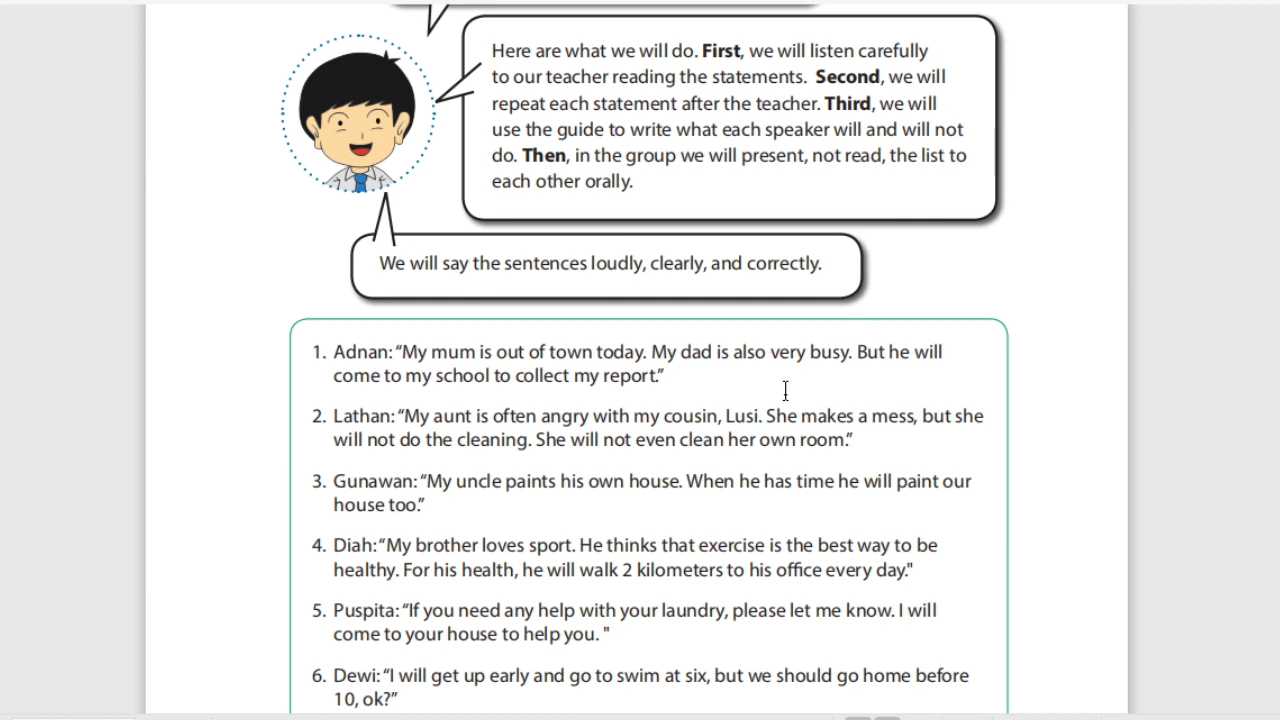 Here are what we will do. First, we will listen carefully
to our teacher reading the statements. Second, we will
repeat each statement after the teacher. Third, we will
use the guide to write what each speaker will and will not
do. Then, in the group we will present, not read, the list to
each other orally.
We will say the sentences loudly, clearly, and correctly.
1. Adnan: “My mum is out of town today. My dad is also very busy. But he will
come to my school to collect my report.”
2. Lathan: “My aunt is often angry with my cousin, Lusi. She makes a mess, but she
will not do the cleaning. She will not even clean her own room.”
3. Gunawan: “My uncle paints his own house. When he has time he will paint our
house too.”
4. Diah: “My brother loves sport. He thinks that exercise is the best way to be
healthy. For his health, he will walk 2 kilometers to his office every day."
5. Puspita: “If you need any help with your laundry, please let me know. I will
come to your house to help you. "
6. Dewi: “I will get up early and go to swim at six, but we should go home before
10, ok?”